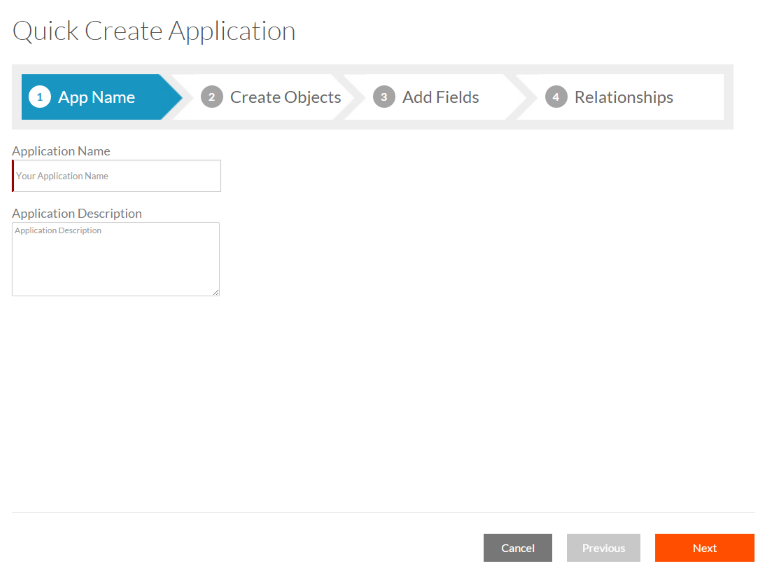 Quick Create Application
1 App Name 2 Create Objects 3 Add Fields 4 Relationships
Application Name
Your Application Name
Application Description
Application Description
Cancel Previous Next